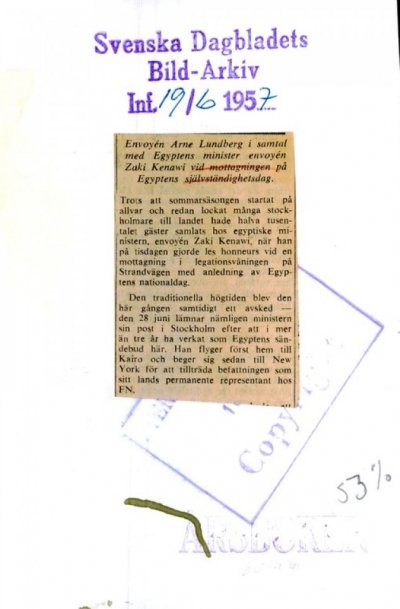 Svenska Dagbladets
Bild-Arkiv
Inf. 19/6 1957
Envoyén Arne Lundberg i samtal
med Egyptens minister envoyén
Zaki Kenawi vid mottagningen på
Egyptens självständighetsdag.
Trots att sommarsäsongen startat på
allvar och redan lockat många stock-
holmare till landet hade halva tusen-
talet gäster samlats hos egyptiske mi-
nistern, envoyén Zaki Kenawi, när han
på tisdagen gjorde les honneurs vid en
mottagning i legationsvåningen på
Strandvägen med anledning av Egyp-
tens nationaldag.
Den traditionella högtiden blev den
här gången samtidigt ett avsked —
den 28 juni lämnar nämligen ministern
sin post i Stockholm efter att i mer
än tre år ha verkat som Egyptens sän-
debud här. Han flyger först hem till
Kairo och beger sig sedan till New
York för att tillträda befattningen som
sitt lands permanente representant hos
FN.
Copyright
53%
ÅRSBÖKER